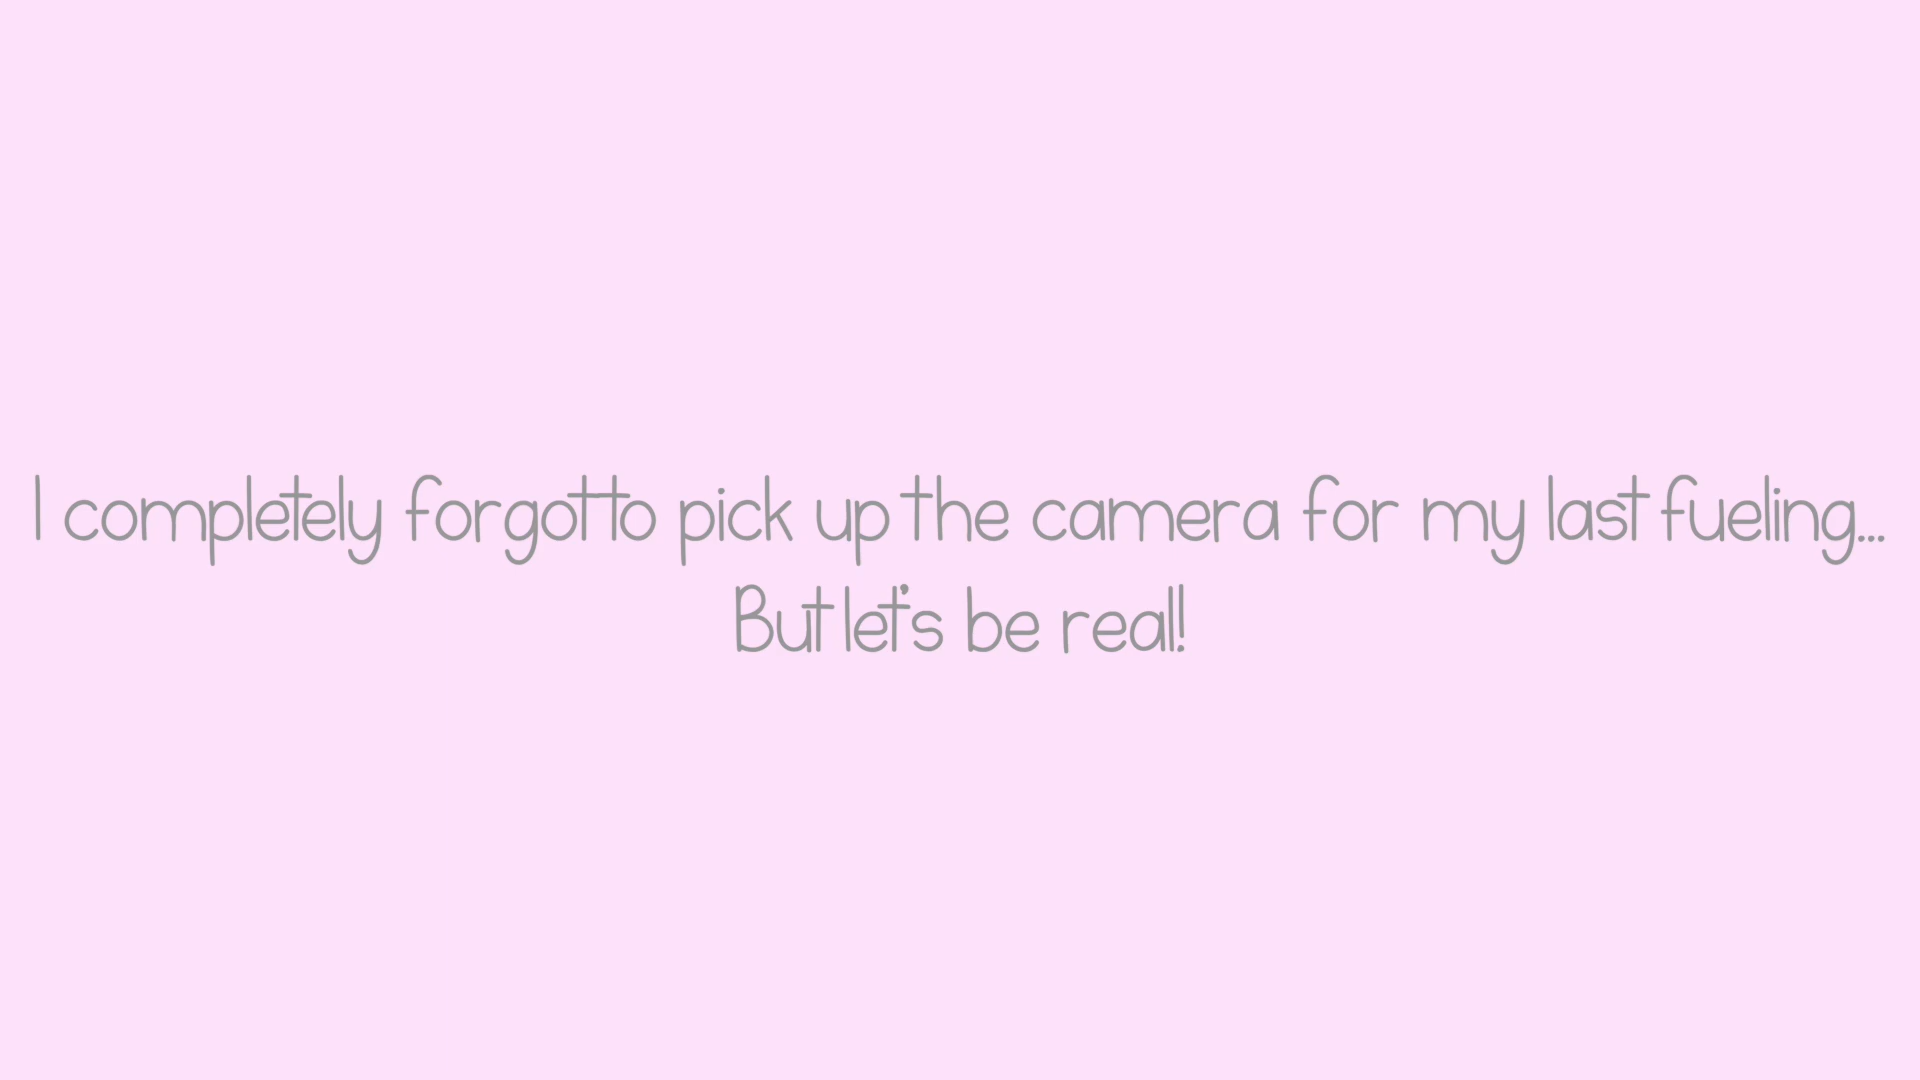 I completely forgot to pick up the camera for my last fueling...
But let's be real!